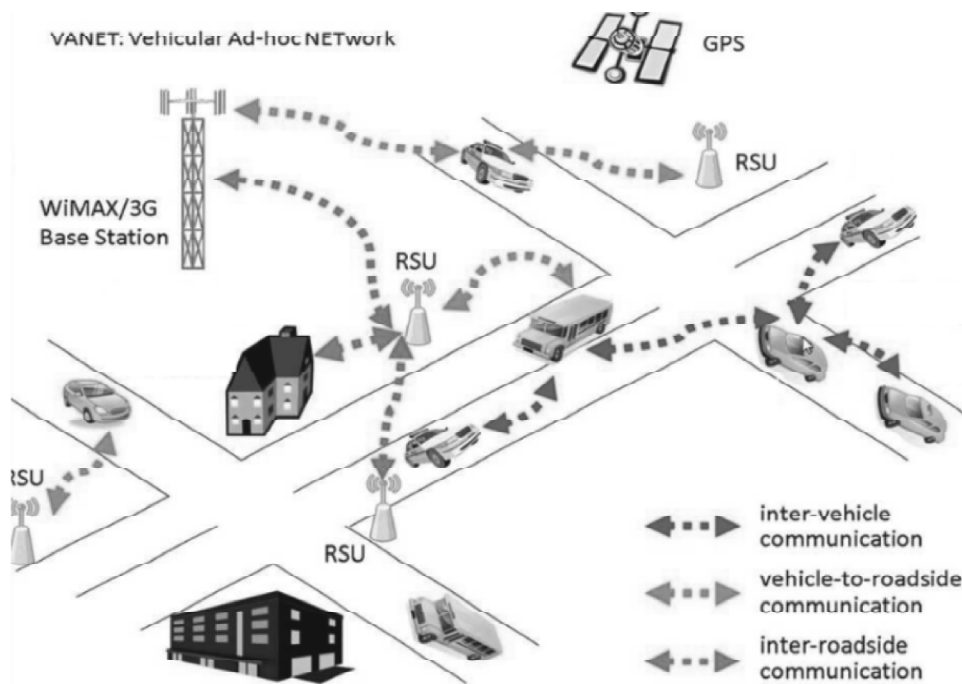 VANET: Vehicular Ad-hoc NETwork
GPS
RSU
WiMAX/3G
Base Station
RSU
RSU
RSU
inter-vehicle
communication
vehicle-to-roadside
communication
inter-roadside
communication